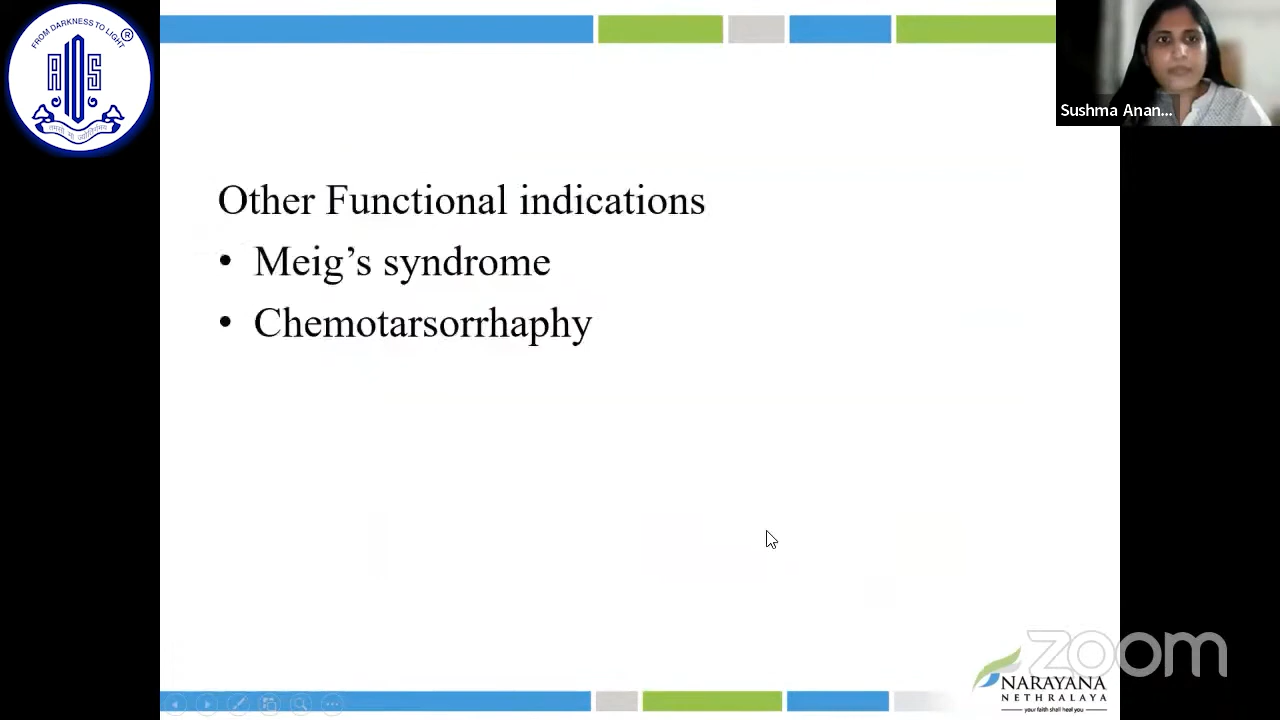 FROM DARKNESS TO LIGHT
®
AIOS
Sushma Anan...
Other Functional indications
• Meig’s syndrome
• Chemotarsorrhaphy
zoom
NARAYANA
NETHRALAYA
your faith shall heal you